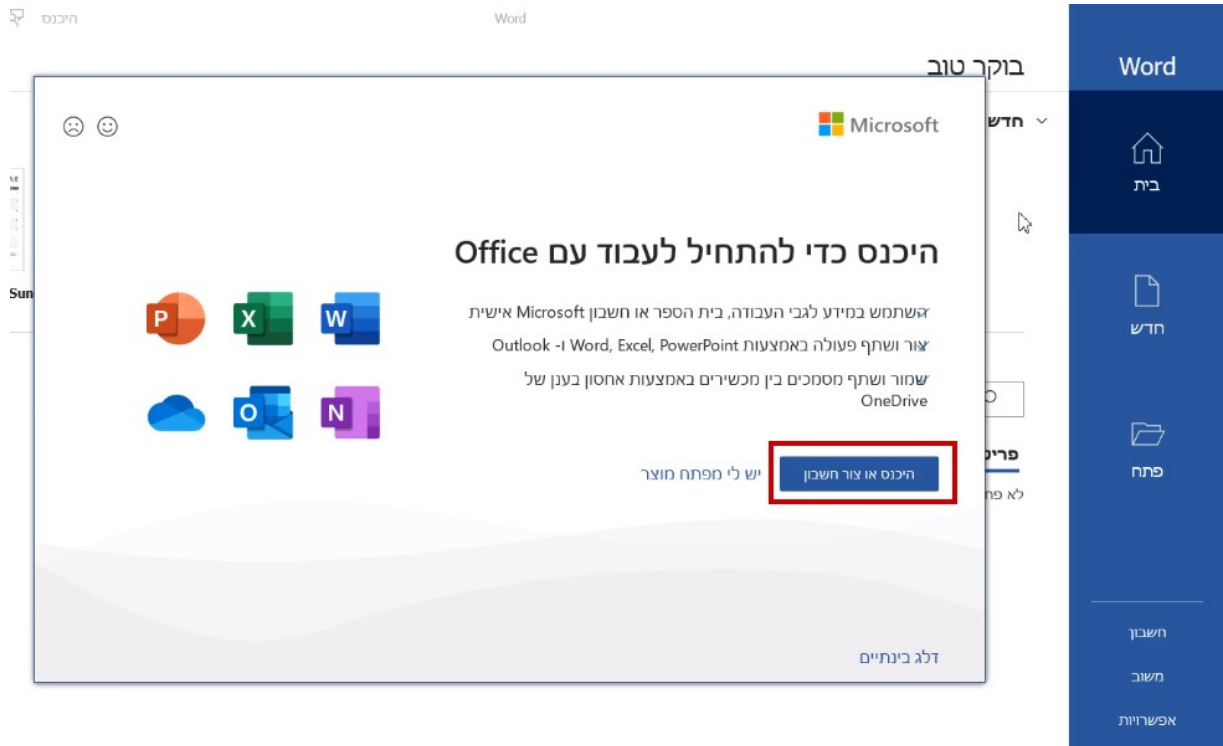 היכנס
Word
Word
בוקר טוב
חדש
Microsoft
בית
היכנס כדי להתחיל לעבוד עם Office
Sun
P
X
W
השתמש במידע לגבי העבודה, בית הספר או חשבון Microsoft אישית
צור ושתף פעולה באמצעות Word, Excel, PowerPoint ו- Outlook
שמור ושתף מסמכים בין מכשירים באמצעות אחסון בענן של
OneDrive
O
N
חדש
היכנס או צור חשבון
יש לי מפתח מוצר
פתח
לא
דלג בינתיים
חשבון
משוב
אפשרויות